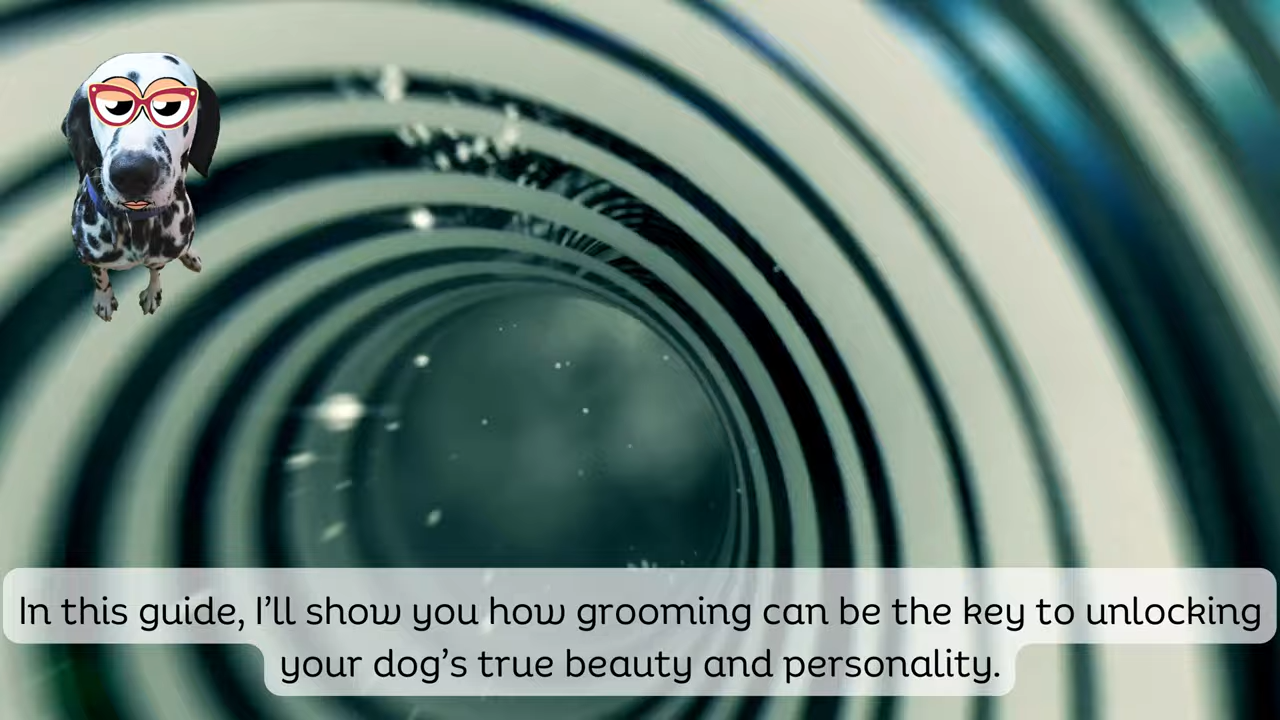 In this guide, I’ll show you how grooming can be the key to unlocking
your dog’s true beauty and personality.